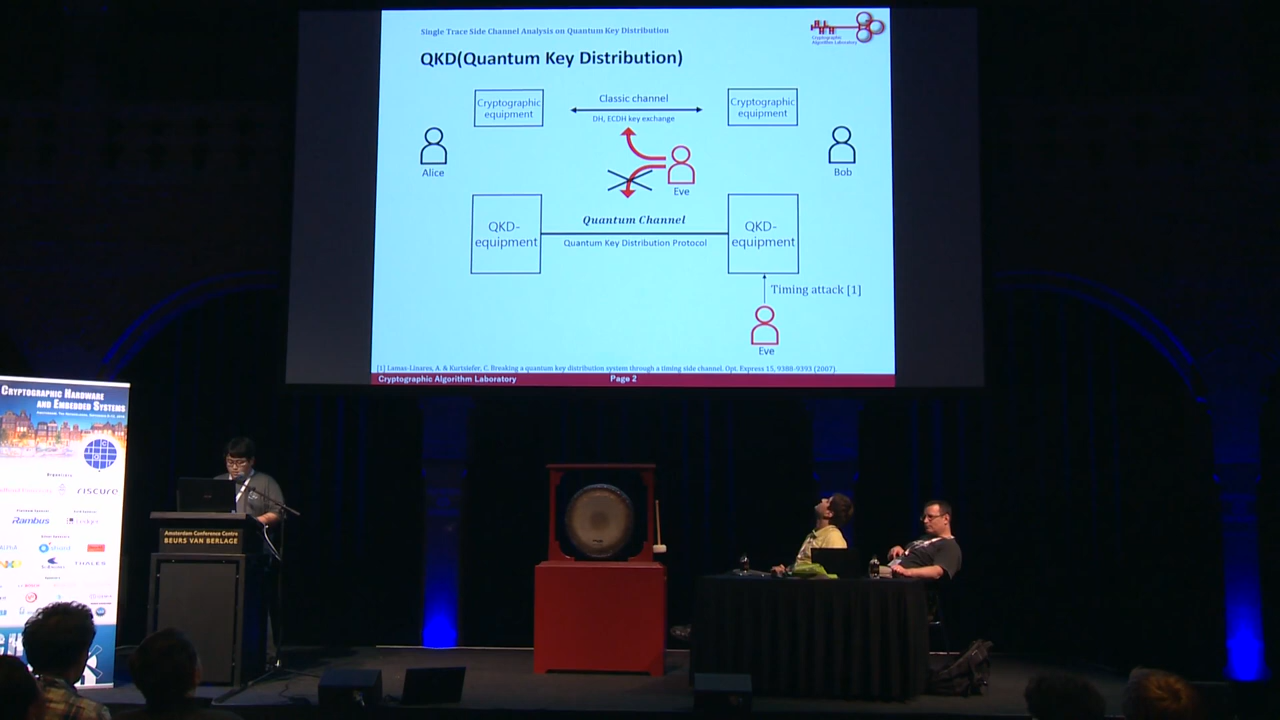 Single Trace Side Channel Analysis on Quantum Key Distribution
Cryptographic
Algorithm Laboratory
QKD(Quantum Key Distribution)
Cryptographic
equipment
Classic channel
DH, ECDH key exchange
Cryptographic
equipment
Alice
Eve
Bob
QKD-
equipment
Quantum Channel
Quantum Key Distribution Protocol
QKD-
equipment
Timing attack [1]
Eve
[1] Lamas-Linares, A. & Kurtsiefer, C. Breaking a quantum key distribution system through a timing side channel. Opt. Express 15, 9388-9393 (2007).
Cryptographic Algorithm Laboratory Page 2
Cryptographic Hardware
and Embedded Systems
riscure
Rambus
Ledger
THALES
Amsterdam Conference Centre
BEURS VAN BERLAGE